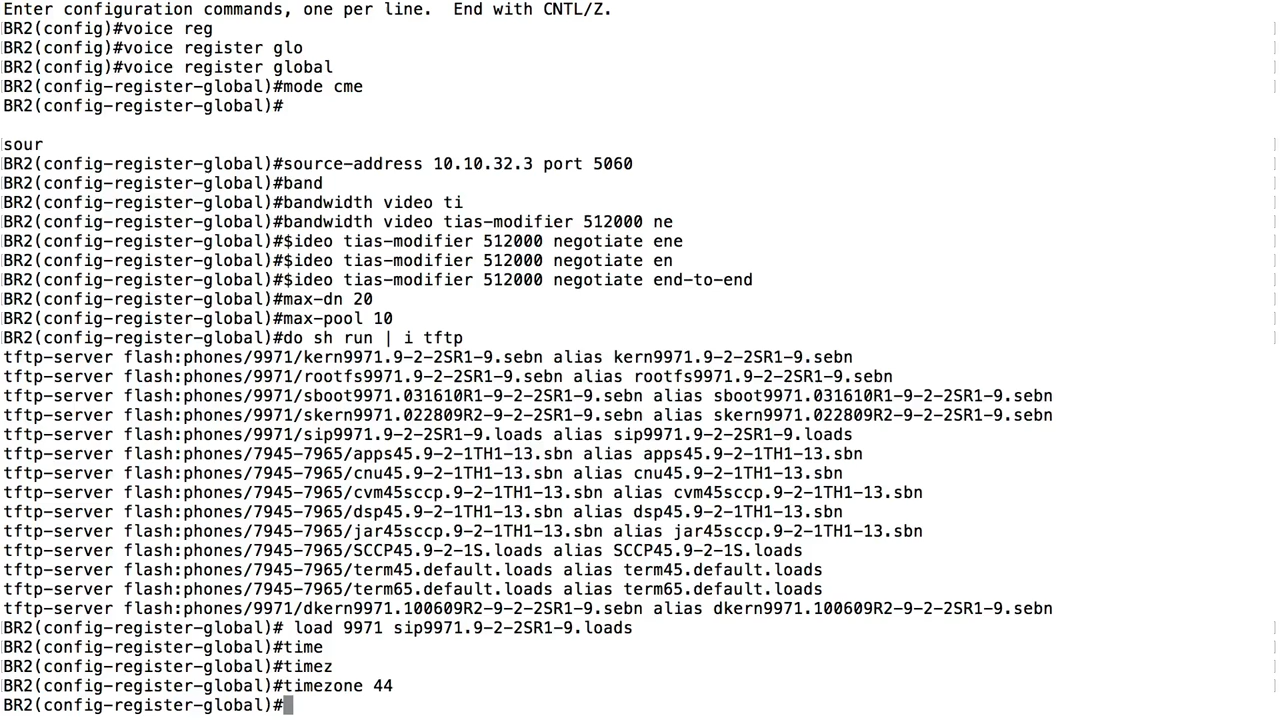 Enter configuration commands, one per line.  End with CNTL/Z.
BR2(config)#voice reg
BR2(config)#voice register glo
BR2(config)#voice register global
BR2(config-register-global)#mode cme
BR2(config-register-global)#
sour
BR2(config-register-global)#source-address 10.10.32.3 port 5060
BR2(config-register-global)#band
BR2(config-register-global)#bandwidth video ti
BR2(config-register-global)#bandwidth video tias-modifier 512000 ne
BR2(config-register-global)#$ideo tias-modifier 512000 negotiate ene
BR2(config-register-global)#$ideo tias-modifier 512000 negotiate en
BR2(config-register-global)#$ideo tias-modifier 512000 negotiate end-to-end
BR2(config-register-global)#max-dn 20
BR2(config-register-global)#max-pool 10
BR2(config-register-global)#do sh run | i tftp
tftp-server flash:phones/9971/kern9971.9-2-2SR1-9.sebn alias kern9971.9-2-2SR1-9.sebn
tftp-server flash:phones/9971/rootfs9971.9-2-2SR1-9.sebn alias rootfs9971.9-2-2SR1-9.sebn
tftp-server flash:phones/9971/sboot9971.031610R1-9-2-2SR1-9.sebn alias sboot9971.031610R1-9-2-2SR1-9.sebn
tftp-server flash:phones/9971/skern9971.022809R2-9-2-2SR1-9.sebn alias skern9971.022809R2-9-2-2SR1-9.sebn
tftp-server flash:phones/9971/sip9971.9-2-2SR1-9.loads alias sip9971.9-2-2SR1-9.loads
tftp-server flash:phones/7945-7965/apps45.9-2-1TH1-13.sbn alias apps45.9-2-1TH1-13.sbn
tftp-server flash:phones/7945-7965/cnu45.9-2-1TH1-13.sbn alias cnu45.9-2-1TH1-13.sbn
tftp-server flash:phones/7945-7965/cvm45sccp.9-2-1TH1-13.sbn alias cvm45sccp.9-2-1TH1-13.sbn
tftp-server flash:phones/7945-7965/dsp45.9-2-1TH1-13.sbn alias dsp45.9-2-1TH1-13.sbn
tftp-server flash:phones/7945-7965/jar45sccp.9-2-1TH1-13.sbn alias jar45sccp.9-2-1TH1-13.sbn
tftp-server flash:phones/7945-7965/SCCP45.9-2-1S.loads alias SCCP45.9-2-1S.loads
tftp-server flash:phones/7945-7965/term45.default.loads alias term45.default.loads
tftp-server flash:phones/7945-7965/term65.default.loads alias term65.default.loads
tftp-server flash:phones/9971/dkern9971.100609R2-9-2-2SR1-9.sebn alias dkern9971.100609R2-9-2-2SR1-9.sebn
BR2(config-register-global)# load 9971 sip9971.9-2-2SR1-9.loads
BR2(config-register-global)#time
BR2(config-register-global)#timez
BR2(config-register-global)#timezone 44
BR2(config-register-global)#